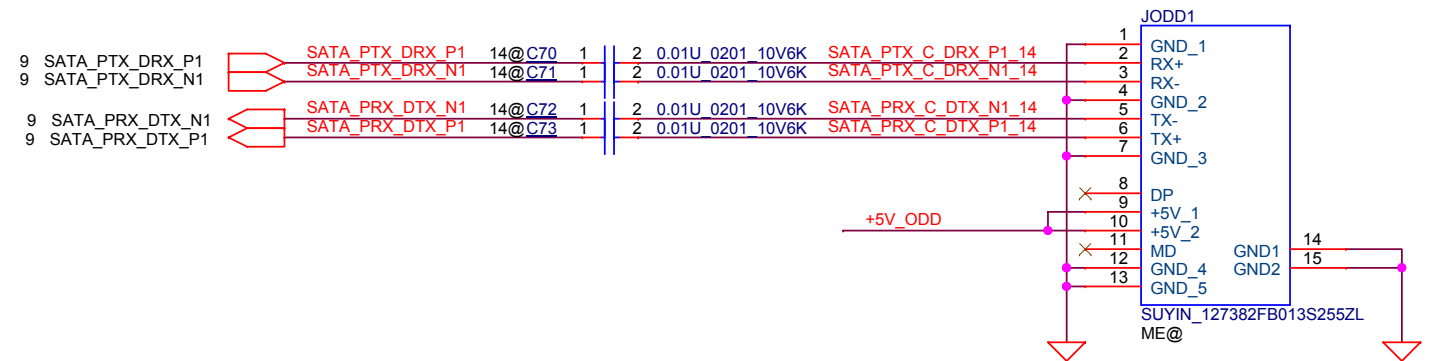 JODD1
1 GND_1
9 SATA_PTX_DRX_P1 SATA_PTX_DRX_P1 14@C70 1 2 0.01U_0201_10V6K SATA_PTX_C_DRX_P1_14 2 RX+
9 SATA_PTX_DRX_N1 SATA_PTX_DRX_N1 14@C71 1 2 0.01U_0201_10V6K SATA_PTX_C_DRX_N1_14 3 RX-
4 GND_2
9 SATA_PRX_DTX_N1 SATA_PRX_DTX_N1 14@C72 1 2 0.01U_0201_10V6K SATA_PRX_C_DTX_N1_14 5 TX-
9 SATA_PRX_DTX_P1 SATA_PRX_DTX_P1 14@C73 1 2 0.01U_0201_10V6K SATA_PRX_C_DTX_P1_14 6 TX+
7 GND_3
8 DP
9 +5V_1
+5V_ODD 10 +5V_2
11 MD GND1 14
12 GND_4 GND2 15
13 GND_5
SUYIN_127382FB013S255ZL
ME@